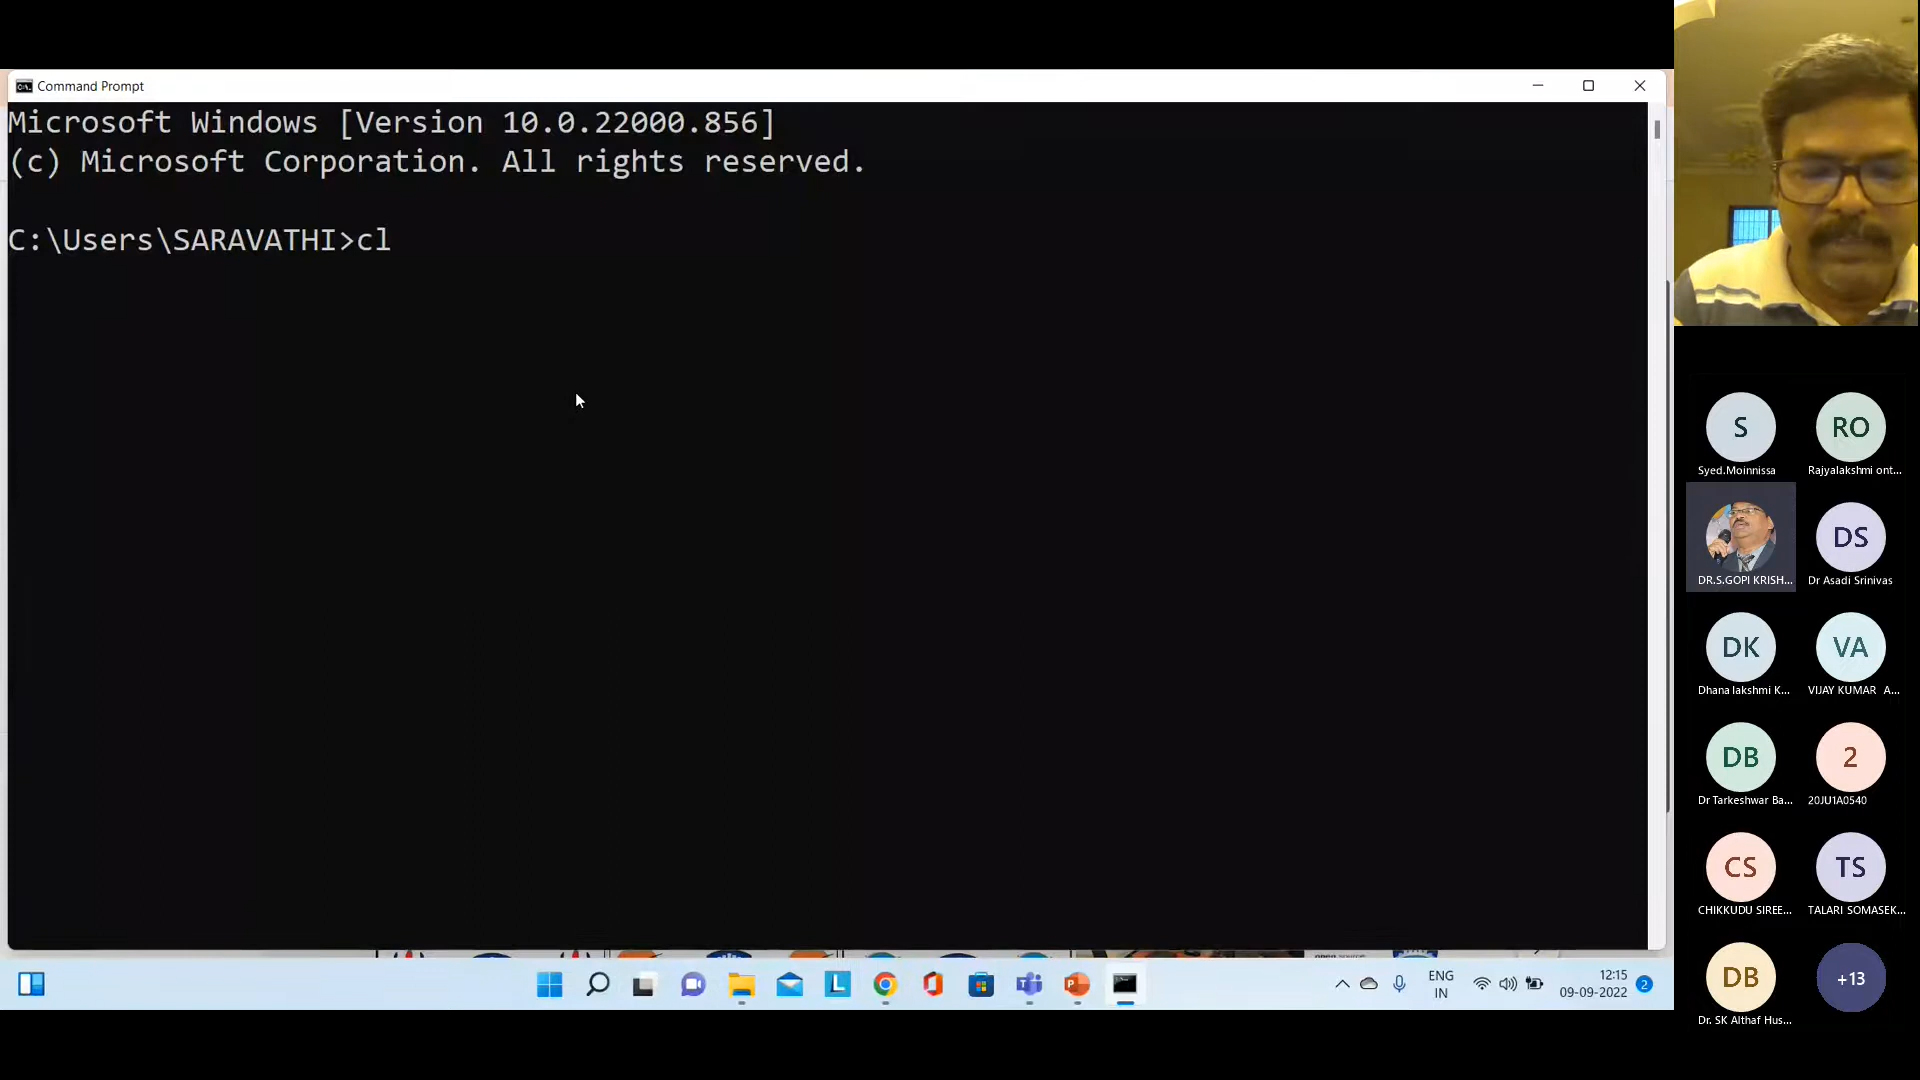 Command Prompt
Microsoft Windows [Version 10.0.22000.856]
(c) Microsoft Corporation. All rights reserved.
C:\Users\SARAVATHI>cl
S
Syed.Moinnissa
RO
Rajyalakshmi ont...
DR.S.GOPI KRISH...
DS
Dr Asadi Srinivas
DK
Dhana lakshmi K...
VA
VIJAY KUMAR A...
DB
Dr Tarkeshwar Ba...
2
20JU1A0540
CS
CHIKKUDU SIREE...
TS
TALARI SOMASEK...
DB
Dr. SK Althaf Hus...
+13
L
P
ENG
IN
12:15
09-09-2022
2